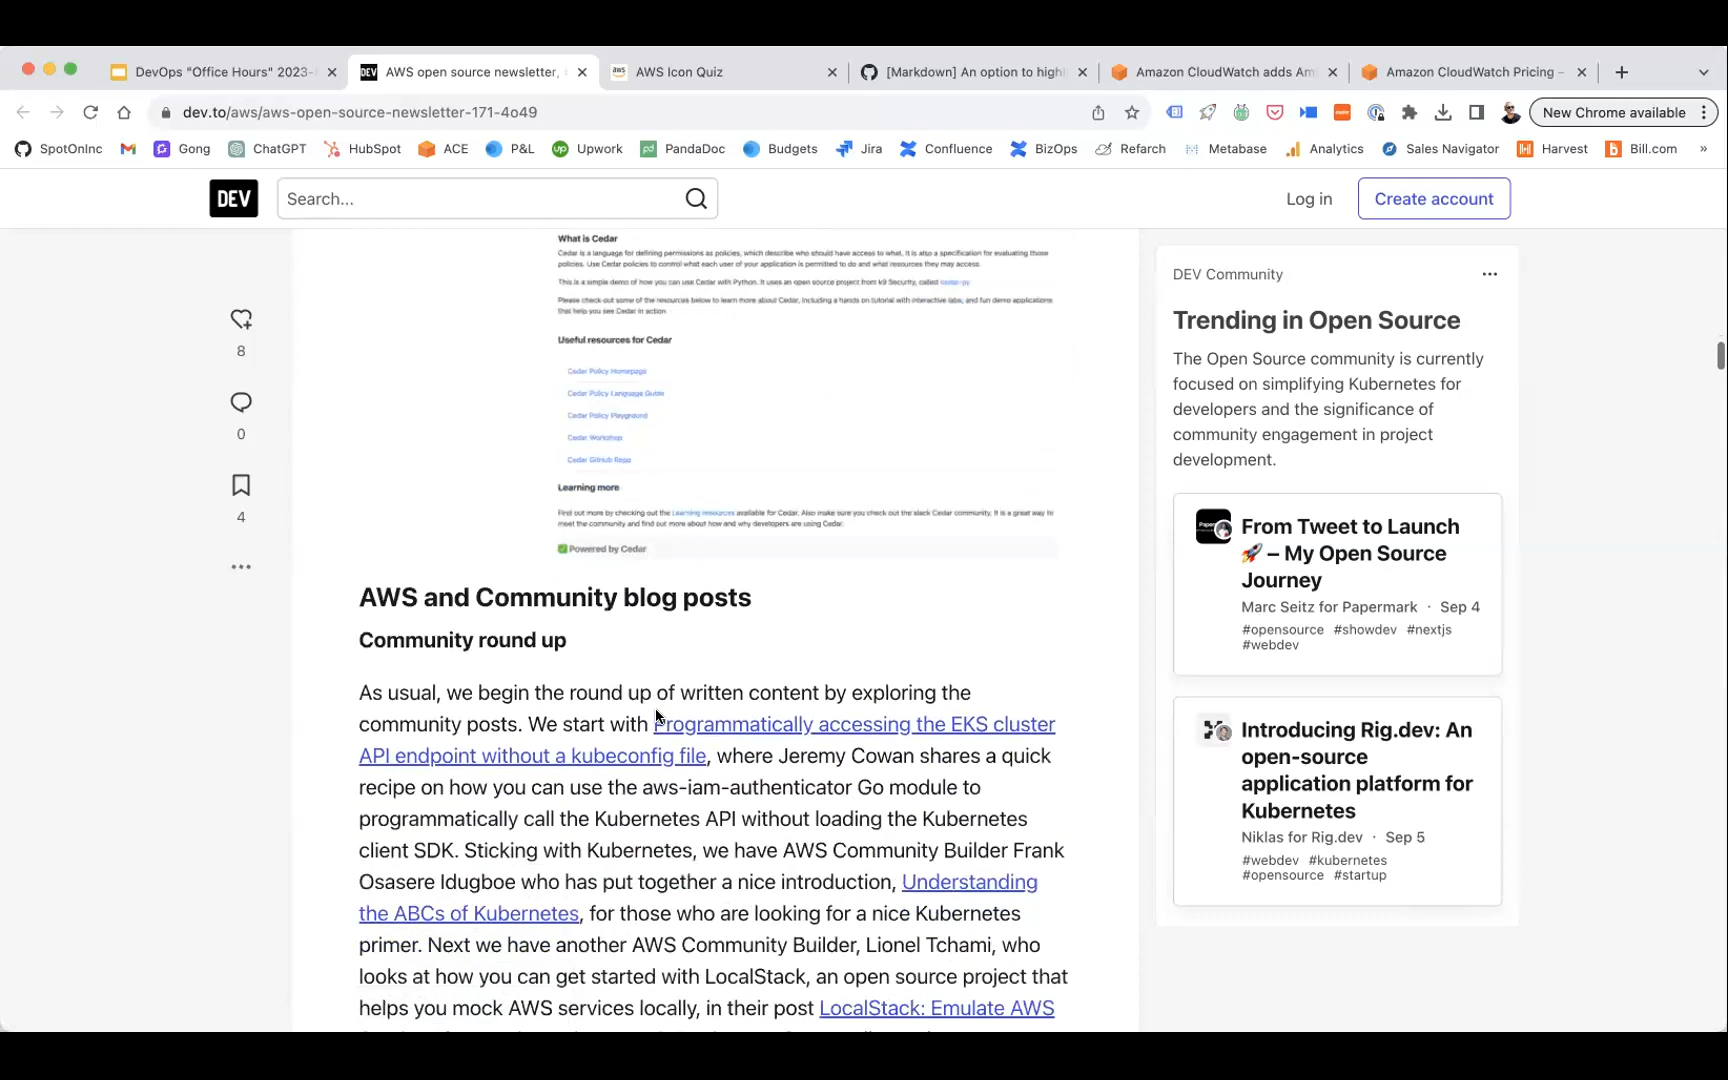 DevOps "Office Hours" 2023-
AWS open source newsletter,
AWS Icon Quiz
[Markdown] An option to highl
Amazon CloudWatch adds Am
Amazon CloudWatch Pricing –
dev.to/aws/aws-open-source-newsletter-171-4o49
New Chrome available
SpotOnInc
Gong
ChatGPT
HubSpot
ACE
P&L
Upwork
PandaDoc
Budgets
Jira
Confluence
BizOps
Refarch
Metabase
Analytics
Sales Navigator
Harvest
Bill.com
»
DEV
Search...
Log in
Create account
8
0
4
What is Cedar
Cedar is a language for defining permissions as policies, which describe who should have access to what. It is also a specification for evaluating those
policies. Use Cedar policies to control what each user of your application is permitted to do and what resources they may access.
This is a simple demo of how you can use Cedar with Python. It uses an open source project from k9 Security, called cedar-py
Please check out some of the resources below to learn more about Cedar, including a hands on tutorial with interactive labs, and fun demo applications
that help you see Cedar in action
Useful resources for Cedar
Cedar Policy Homepage
Cedar Policy Language Guide
Cedar Policy Playground
Cedar Workshop
Cedar GitHub Repo
Learning more
Find out more by checking out the Learning resources available for Cedar. Also make sure you check out the slack Cedar community, it is a great way to
meet the community and find out more about how and why developers are using Cedar.
Powered by Cedar
AWS and Community blog posts
Community round up
As usual, we begin the round up of written content by exploring the
community posts. We start with Programmatically accessing the EKS cluster
API endpoint without a kubeconfig file, where Jeremy Cowan shares a quick
recipe on how you can use the aws-iam-authenticator Go module to
programmatically call the Kubernetes API without loading the Kubernetes
client SDK. Sticking with Kubernetes, we have AWS Community Builder Frank
Osasere Idugboe who has put together a nice introduction, Understanding
the ABCs of Kubernetes, for those who are looking for a nice Kubernetes
primer. Next we have another AWS Community Builder, Lionel Tchami, who
looks at how you can get started with LocalStack, an open source project that
helps you mock AWS services locally, in their post LocalStack: Emulate AWS
DEV Community
Trending in Open Source
The Open Source community is currently
focused on simplifying Kubernetes for
developers and the significance of
community engagement in project
development.
From Tweet to Launch
🚀 – My Open Source
Journey
Marc Seitz for Papermark · Sep 4
#opensource #showdev #nextjs
#webdev
Introducing Rig.dev: An
open-source
application platform for
Kubernetes
Niklas for Rig.dev · Sep 5
#webdev #kubernetes
#opensource #startup